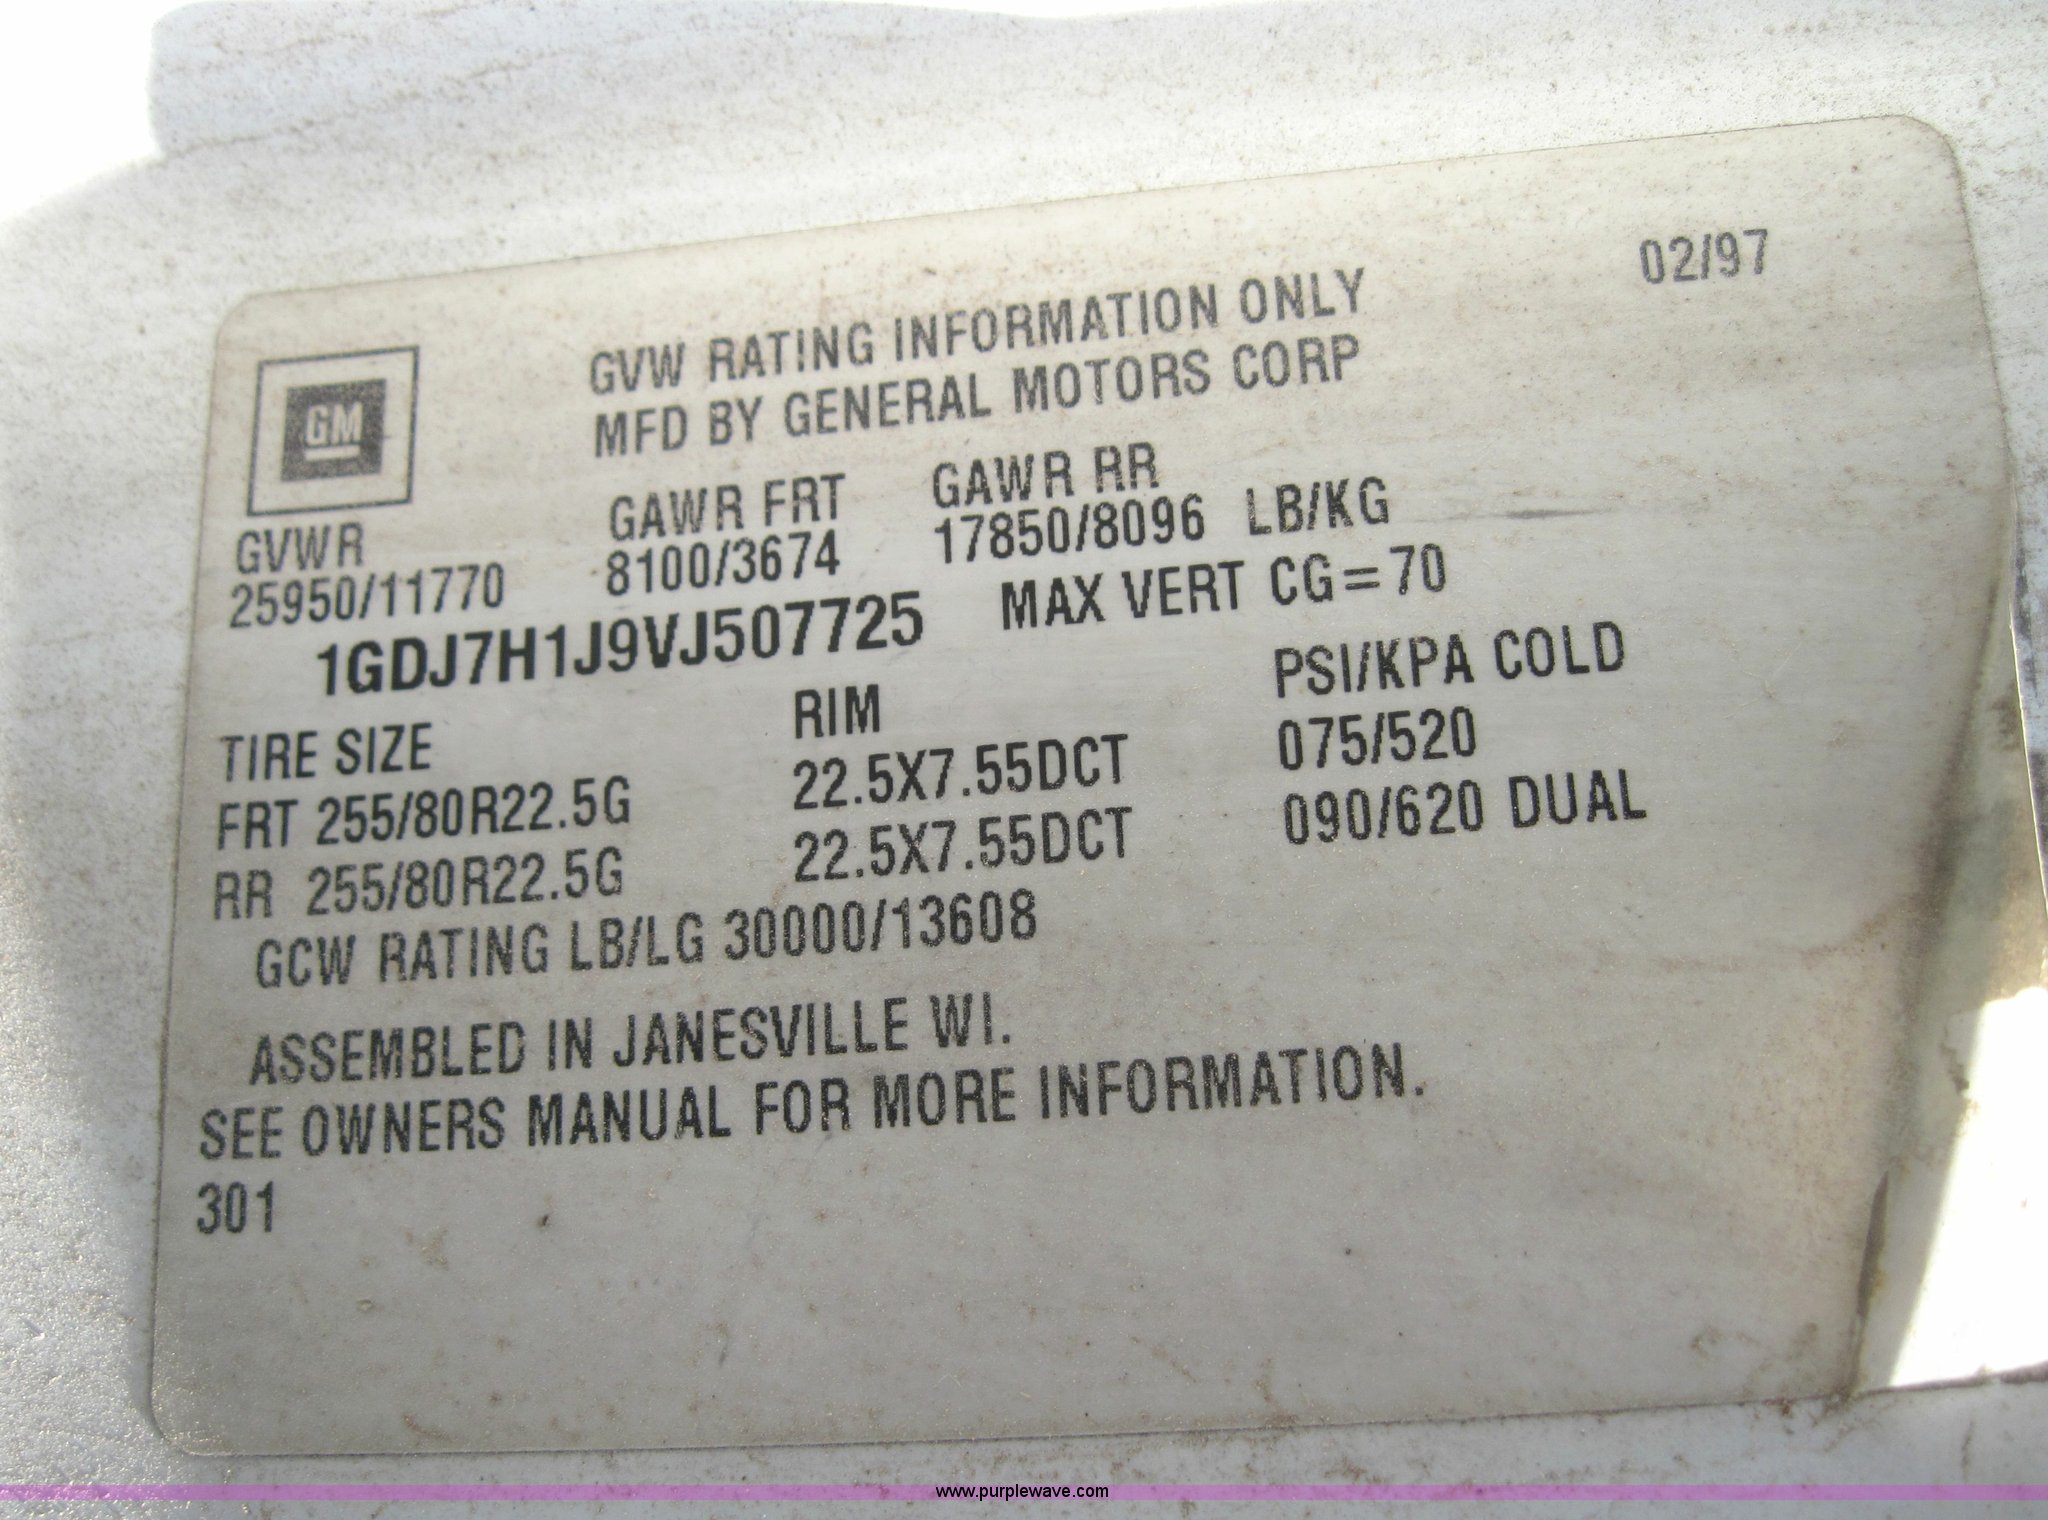 02/97
GM
GVW RATING INFORMATION ONLY
MFD BY GENERAL MOTORS CORP
GVWR GAWR FRT GAWR RR
25950/11770 8100/3674 17850/8096 LB/KG
1GDJ7H1J9VJ507725 MAX VERT CG=70
TIRE SIZE RIM PSI/KPA COLD
FRT 255/80R22.5G 22.5X7.55DCT 075/520
RR 255/80R22.5G 22.5X7.55DCT 090/620 DUAL
GCW RATING LB/LG 30000/13608
ASSEMBLED IN JANESVILLE WI.
SEE OWNERS MANUAL FOR MORE INFORMATION.
301
www.purplewave.com